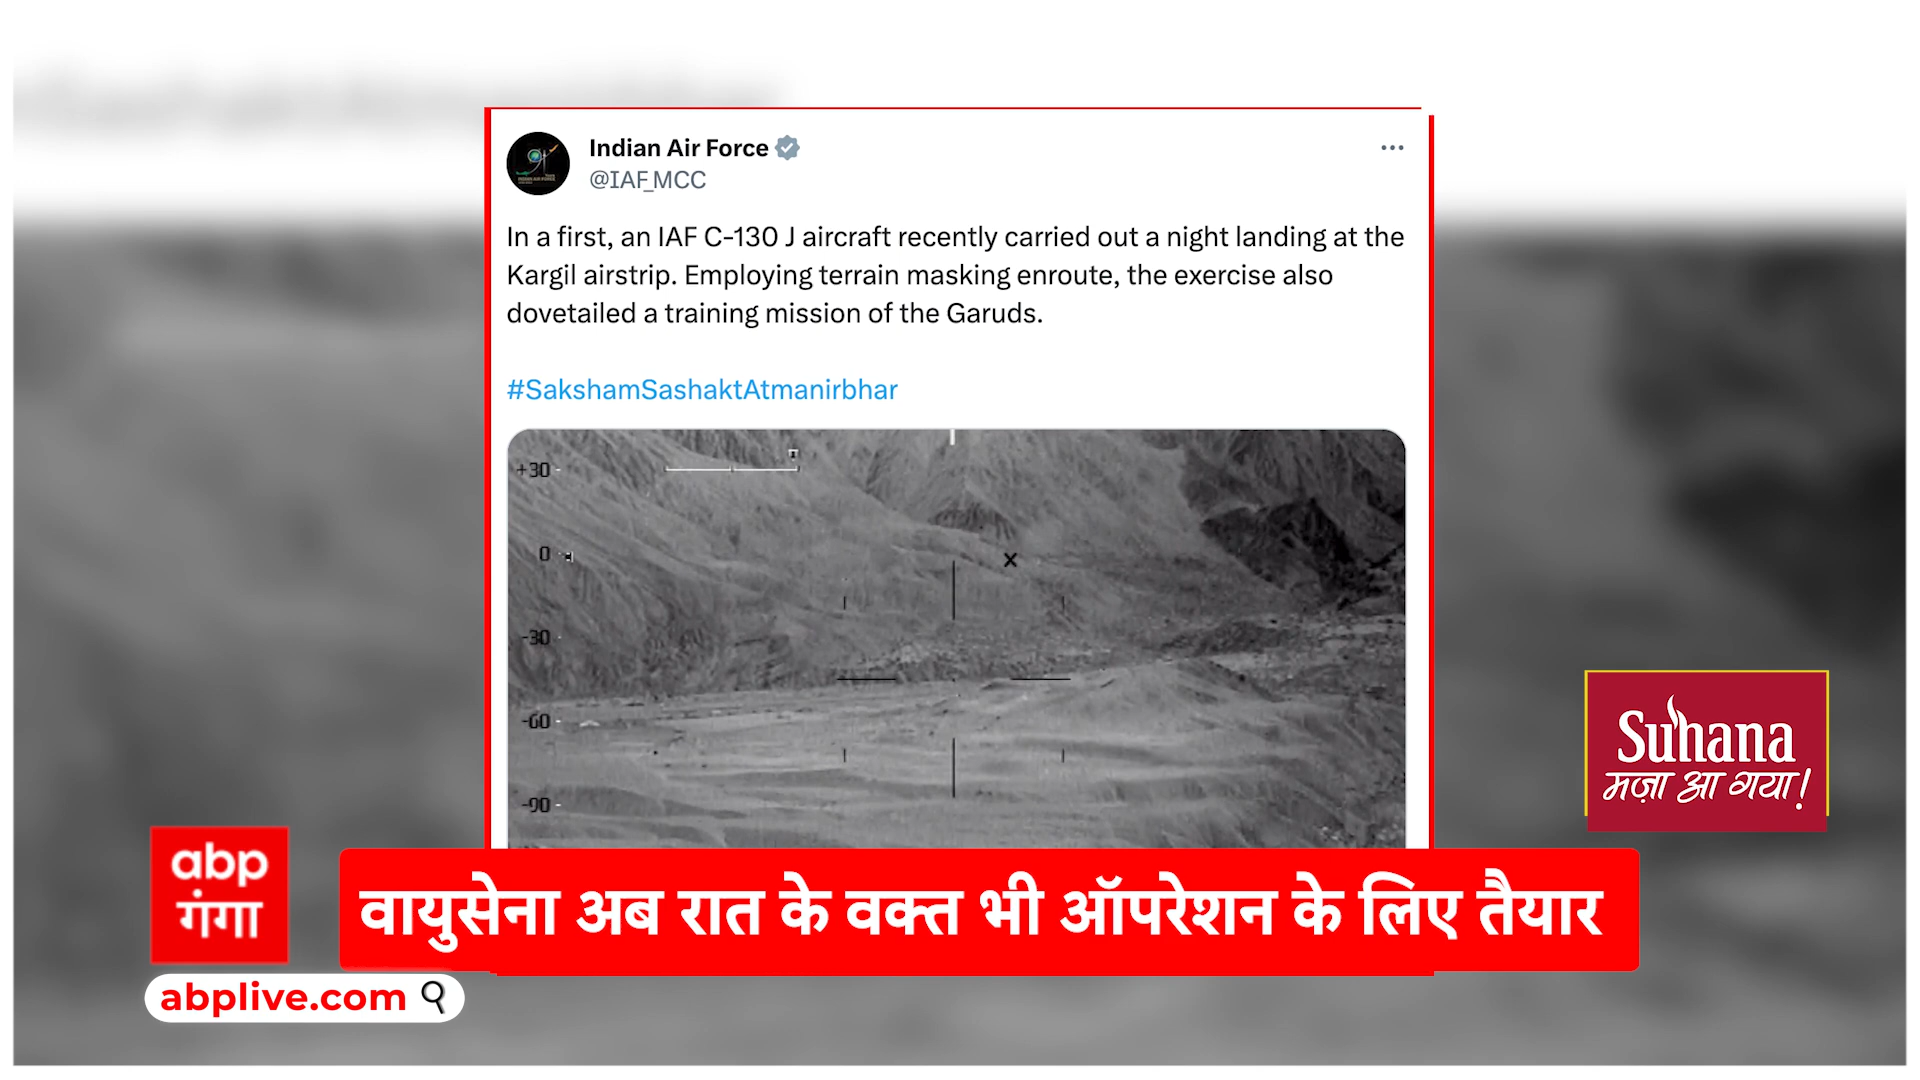 Indian Air Force
@IAF_MCC
In a first, an IAF C-130 J aircraft recently carried out a night landing at the
Kargil airstrip. Employing terrain masking enroute, the exercise also
dovetailed a training mission of the Garuds.
#SakshamSashaktAtmanirbhar
+30
0
-30
-60
-90
Suhana
मज़ा आ गया!
abp
गंगा
वायुसेना अब रात के वक्त भी ऑपरेशन के लिए तैयार
abplive.com